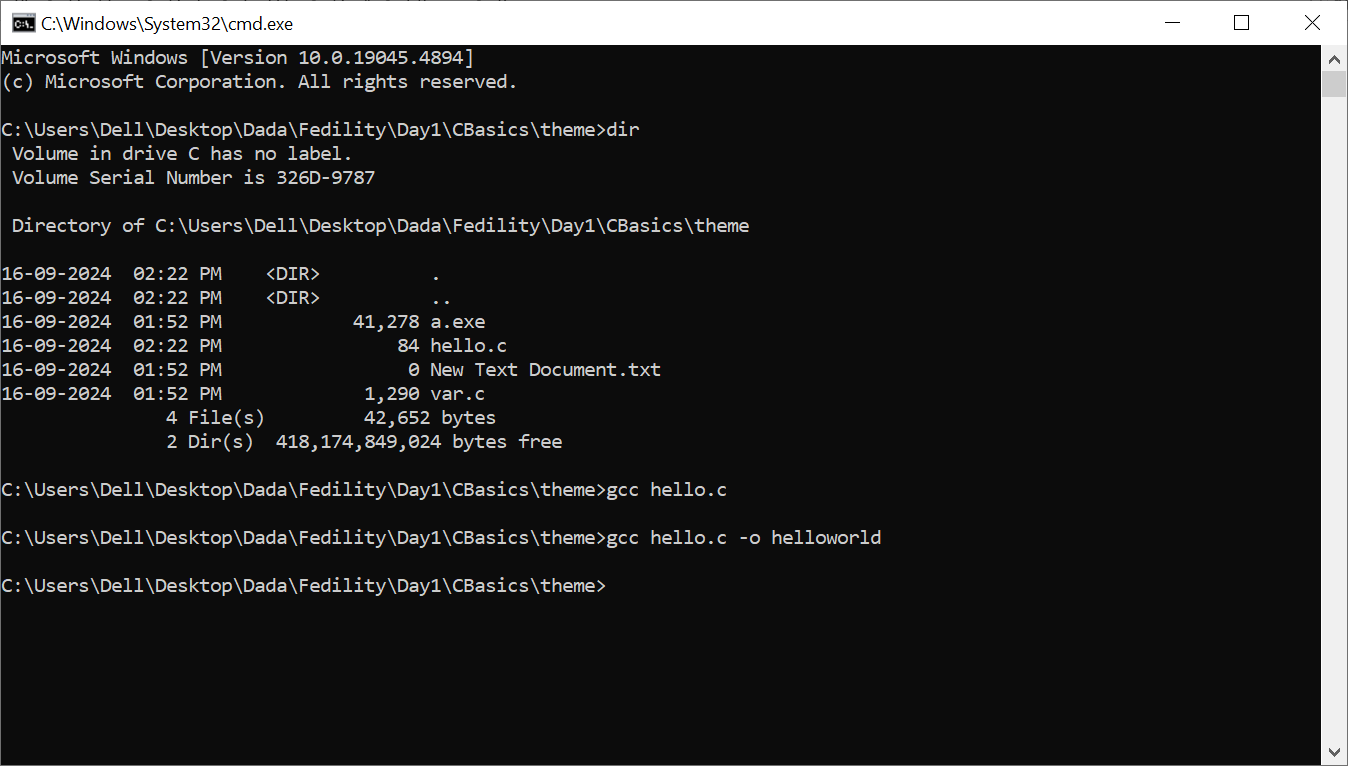 C:\Windows\System32\cmd.exe
Microsoft Windows [Version 10.0.19045.4894]
(c) Microsoft Corporation. All rights reserved.
C:\Users\Dell\Desktop\Dada\Fedility\Day1\CBasics\theme>dir
 Volume in drive C has no label.
 Volume Serial Number is 326D-9787
 Directory of C:\Users\Dell\Desktop\Dada\Fedility\Day1\CBasics\theme
16-09-2024  02:22 PM    <DIR>          .
16-09-2024  02:22 PM    <DIR>          ..
16-09-2024  01:52 PM            41,278 a.exe
16-09-2024  02:22 PM                84 hello.c
16-09-2024  01:52 PM                 0 New Text Document.txt
16-09-2024  01:52 PM             1,290 var.c
               4 File(s)         42,652 bytes
               2 Dir(s)  418,174,849,024 bytes free
C:\Users\Dell\Desktop\Dada\Fedility\Day1\CBasics\theme>gcc hello.c
C:\Users\Dell\Desktop\Dada\Fedility\Day1\CBasics\theme>gcc hello.c -o helloworld
C:\Users\Dell\Desktop\Dada\Fedility\Day1\CBasics\theme>